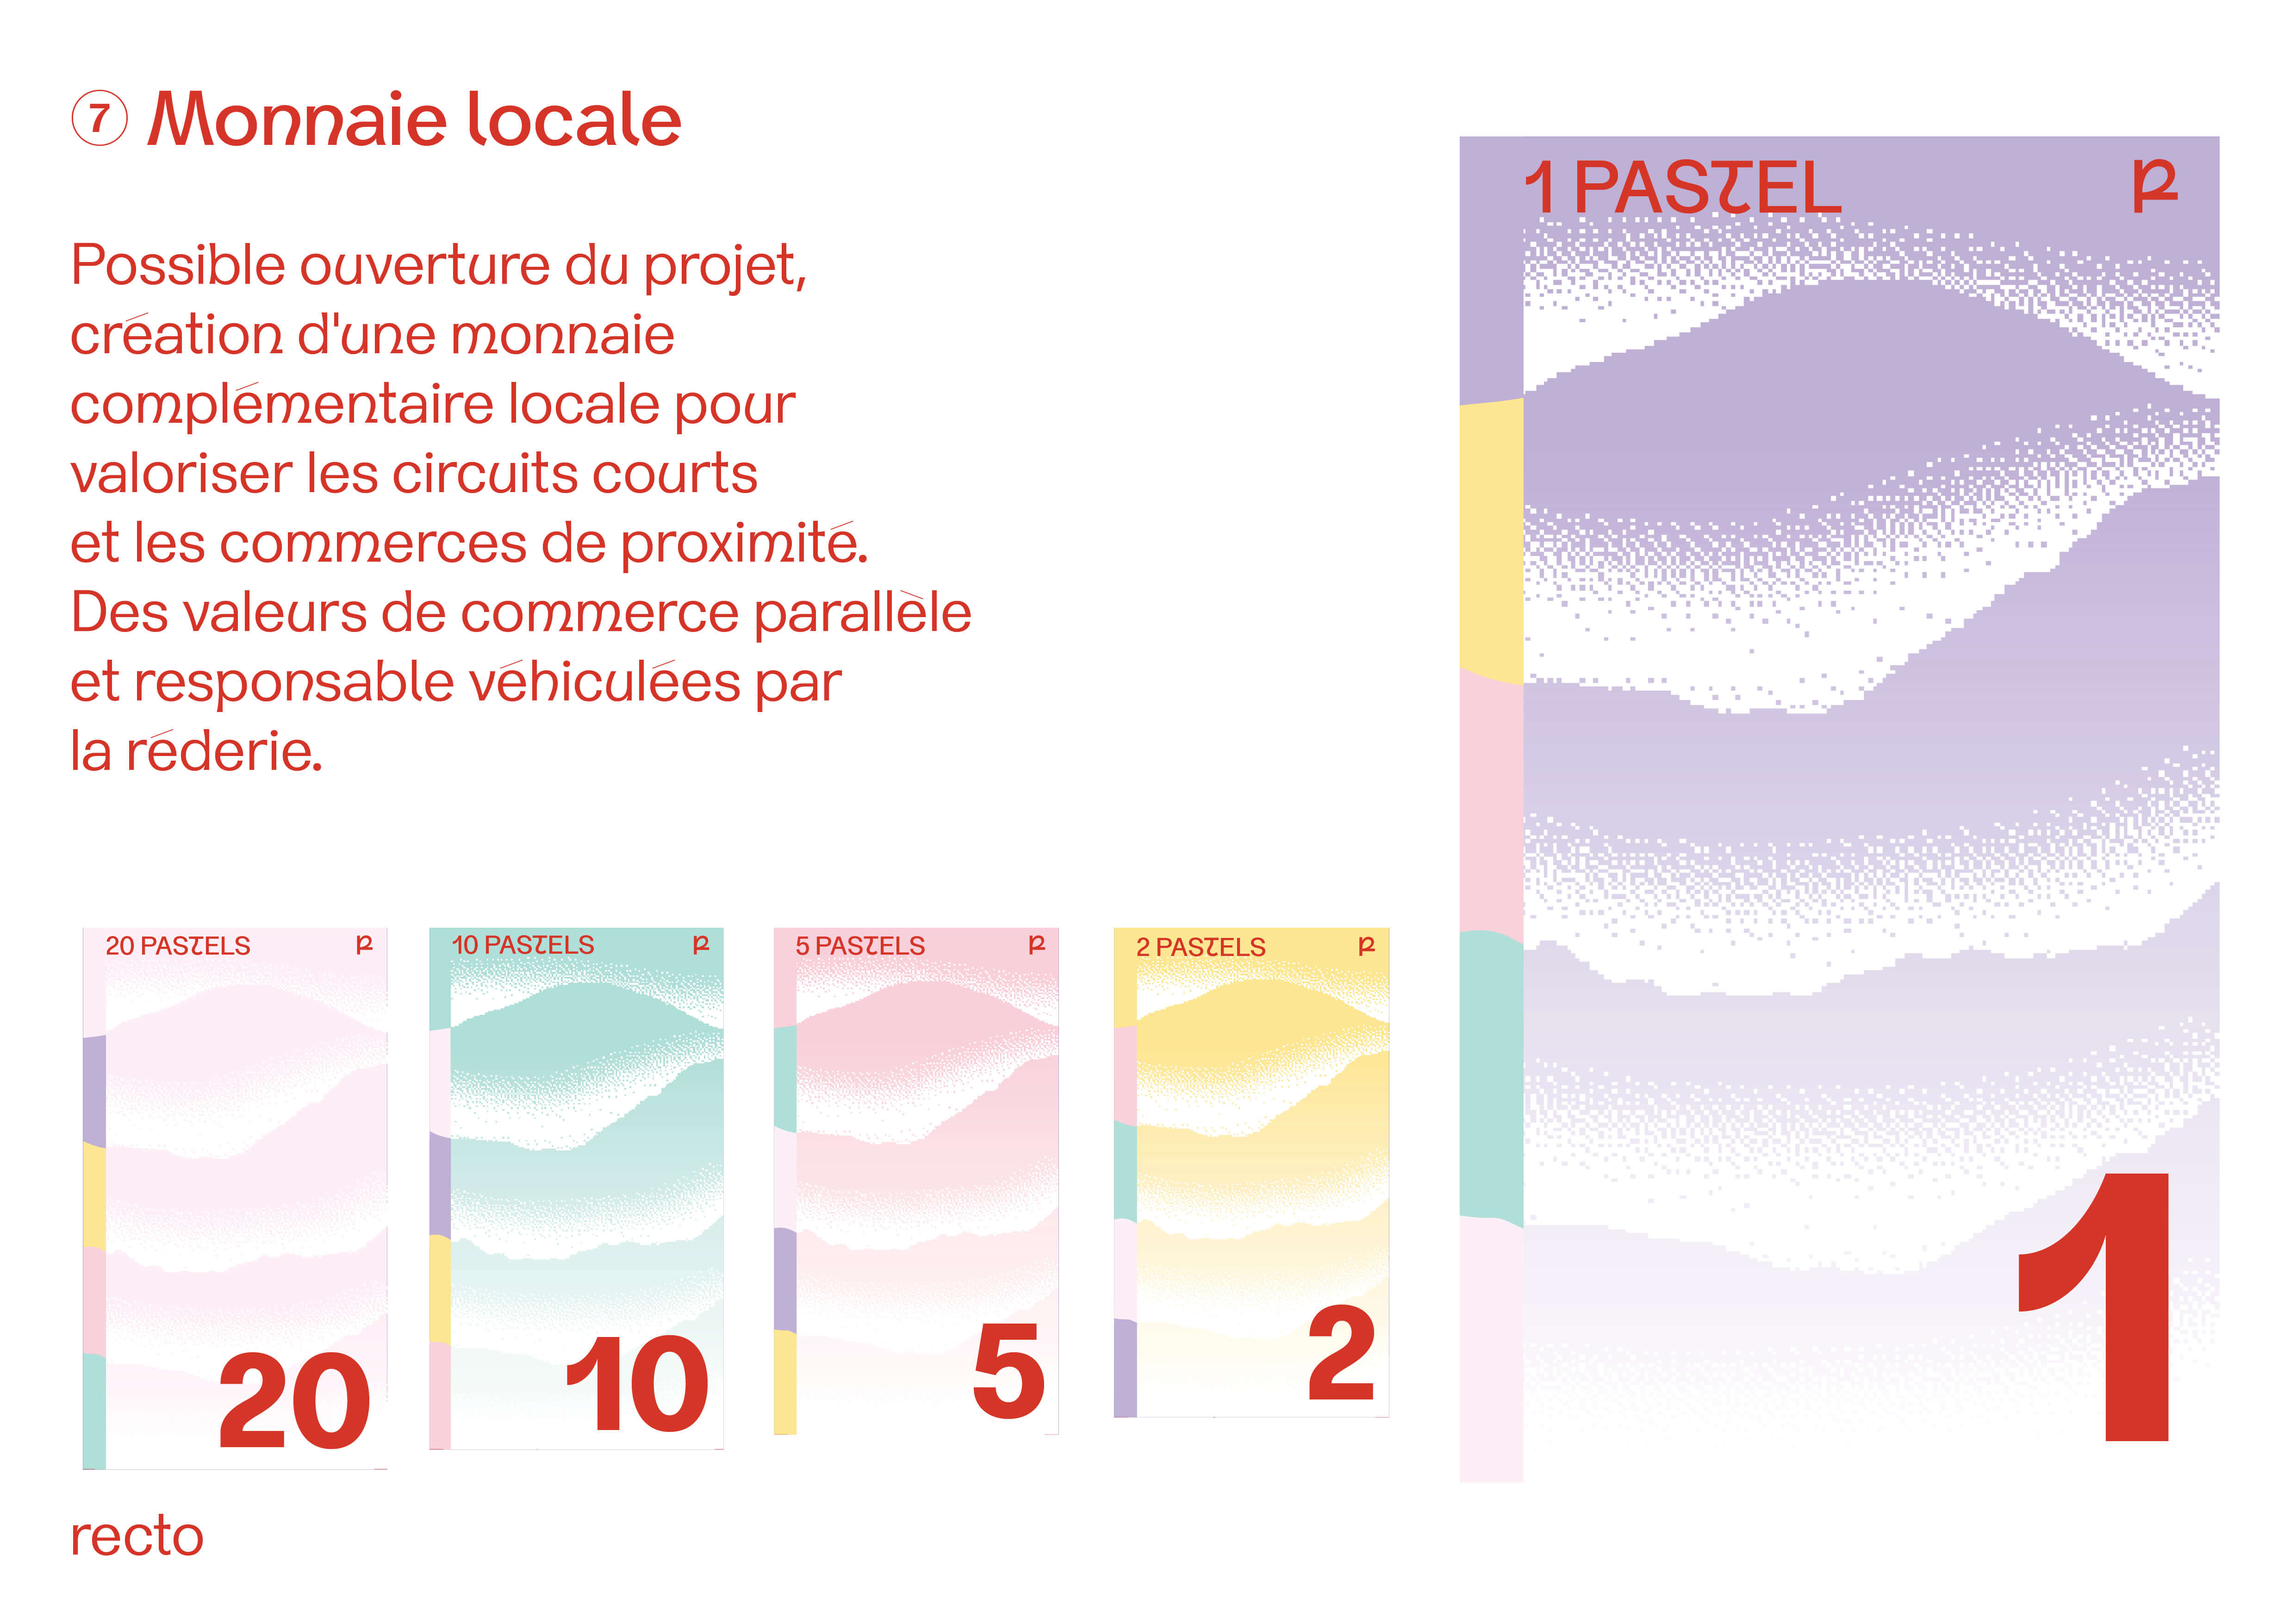 7 Monnaie locale
Possible ouverture du projet,
création d'une monnaie
complémentaire locale pour
valoriser les circuits courts
et les commerces de proximité.
Des valeurs de commerce parallèle
et responsable véhiculées par
la réderie.
20 PASTELS
20
10 PASTELS
10
5 PASTELS
5
2 PASTELS
2
1 PASTEL
1
recto